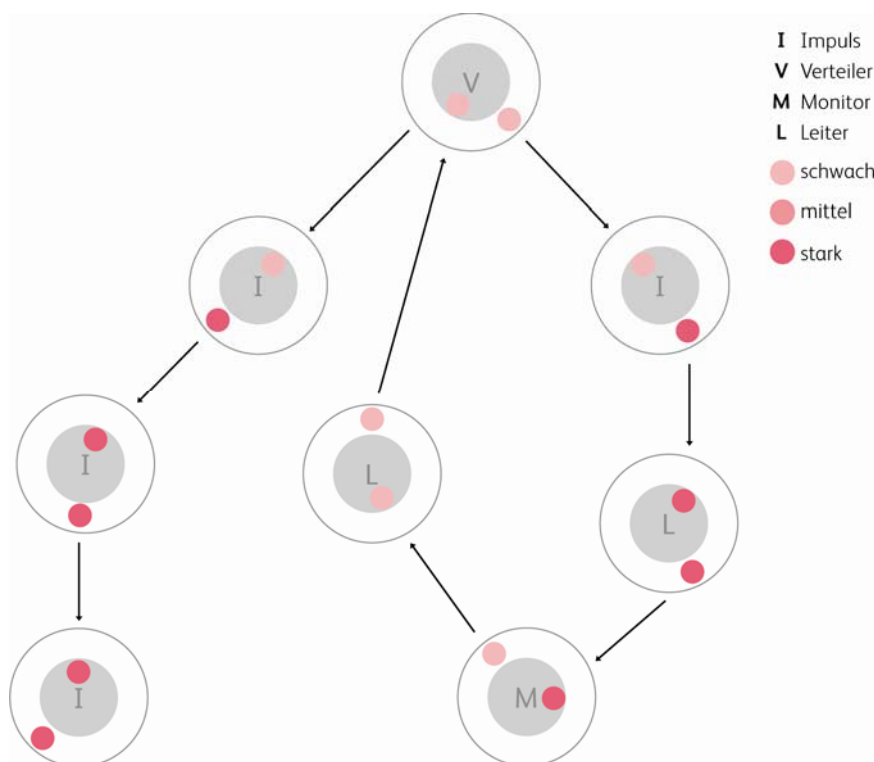 V
I Impuls
V Verteiler
M Monitor
L Leiter
schwach
mittel
stark
I
I
I
L
L
I
M